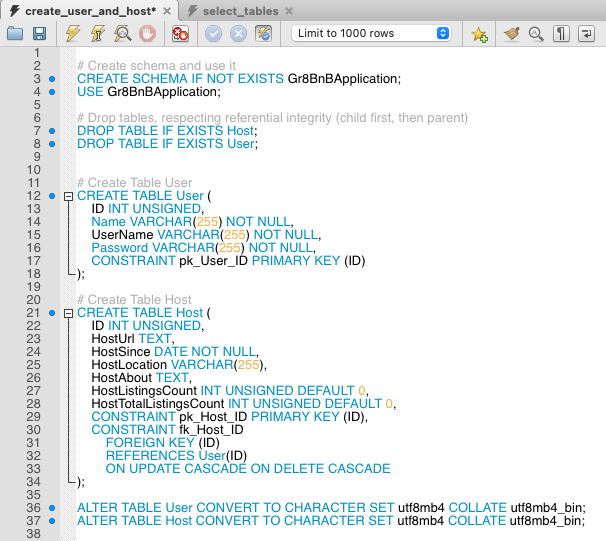 create_user_and_host* select_tables
Limit to 1000 rows
1
2 # Create schema and use it
3 CREATE SCHEMA IF NOT EXISTS Gr8BnBApplication;
4 USE Gr8BnBApplication;
5
6 # Drop tables, respecting referential integrity (child first, then parent)
7 DROP TABLE IF EXISTS Host;
8 DROP TABLE IF EXISTS User;
9
10
11 # Create Table User
12 CREATE TABLE User (
13 ID INT UNSIGNED,
14 Name VARCHAR(255) NOT NULL,
15 UserName VARCHAR(255) NOT NULL,
16 Password VARCHAR(255) NOT NULL,
17 CONSTRAINT pk_User_ID PRIMARY KEY (ID)
18 );
19
20 # Create Table Host
21 CREATE TABLE Host (
22 ID INT UNSIGNED,
23 HostUrl TEXT,
24 HostSince DATE NOT NULL,
25 HostLocation VARCHAR(255),
26 HostAbout TEXT,
27 HostListingsCount INT UNSIGNED DEFAULT 0,
28 HostTotalListingsCount INT UNSIGNED DEFAULT 0,
29 CONSTRAINT pk_Host_ID PRIMARY KEY (ID),
30 CONSTRAINT fk_Host_ID
31 FOREIGN KEY (ID)
32 REFERENCES User(ID)
33 ON UPDATE CASCADE ON DELETE CASCADE
34 );
35
36 ALTER TABLE User CONVERT TO CHARACTER SET utf8mb4 COLLATE utf8mb4_bin;
37 ALTER TABLE Host CONVERT TO CHARACTER SET utf8mb4 COLLATE utf8mb4_bin;
38